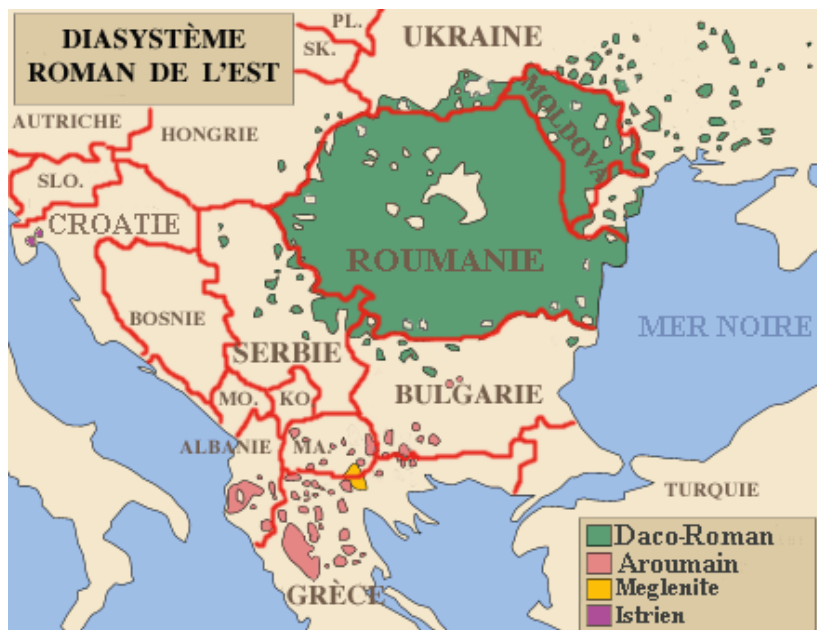 DIASYSTÈME
ROMAN DE L'EST
PL.
SK.
UKRAINE
AUTRICHE
HONGRIE
MOLDOVA
SLO.
CROATIE
ROUMANIE
BOSNIE
MER NOIRE
SERBIE
MO.
KO
BULGARIE
ALBANIE
MA.
TURQUIE
GRÈCE
Daco-Roman
Aroumain
Meglenite
Istrien